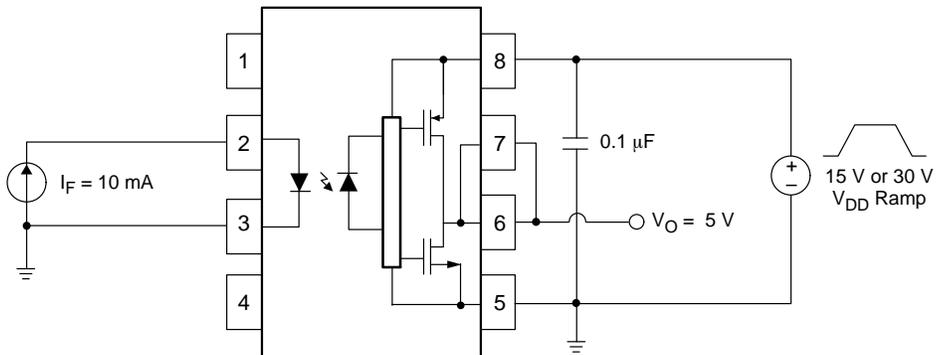 1
8
2
7
3
6
4
5
I_F = 10 mA
0.1 μF
V_O = 5 V
+
−
15 V or 30 V
V_DD Ramp